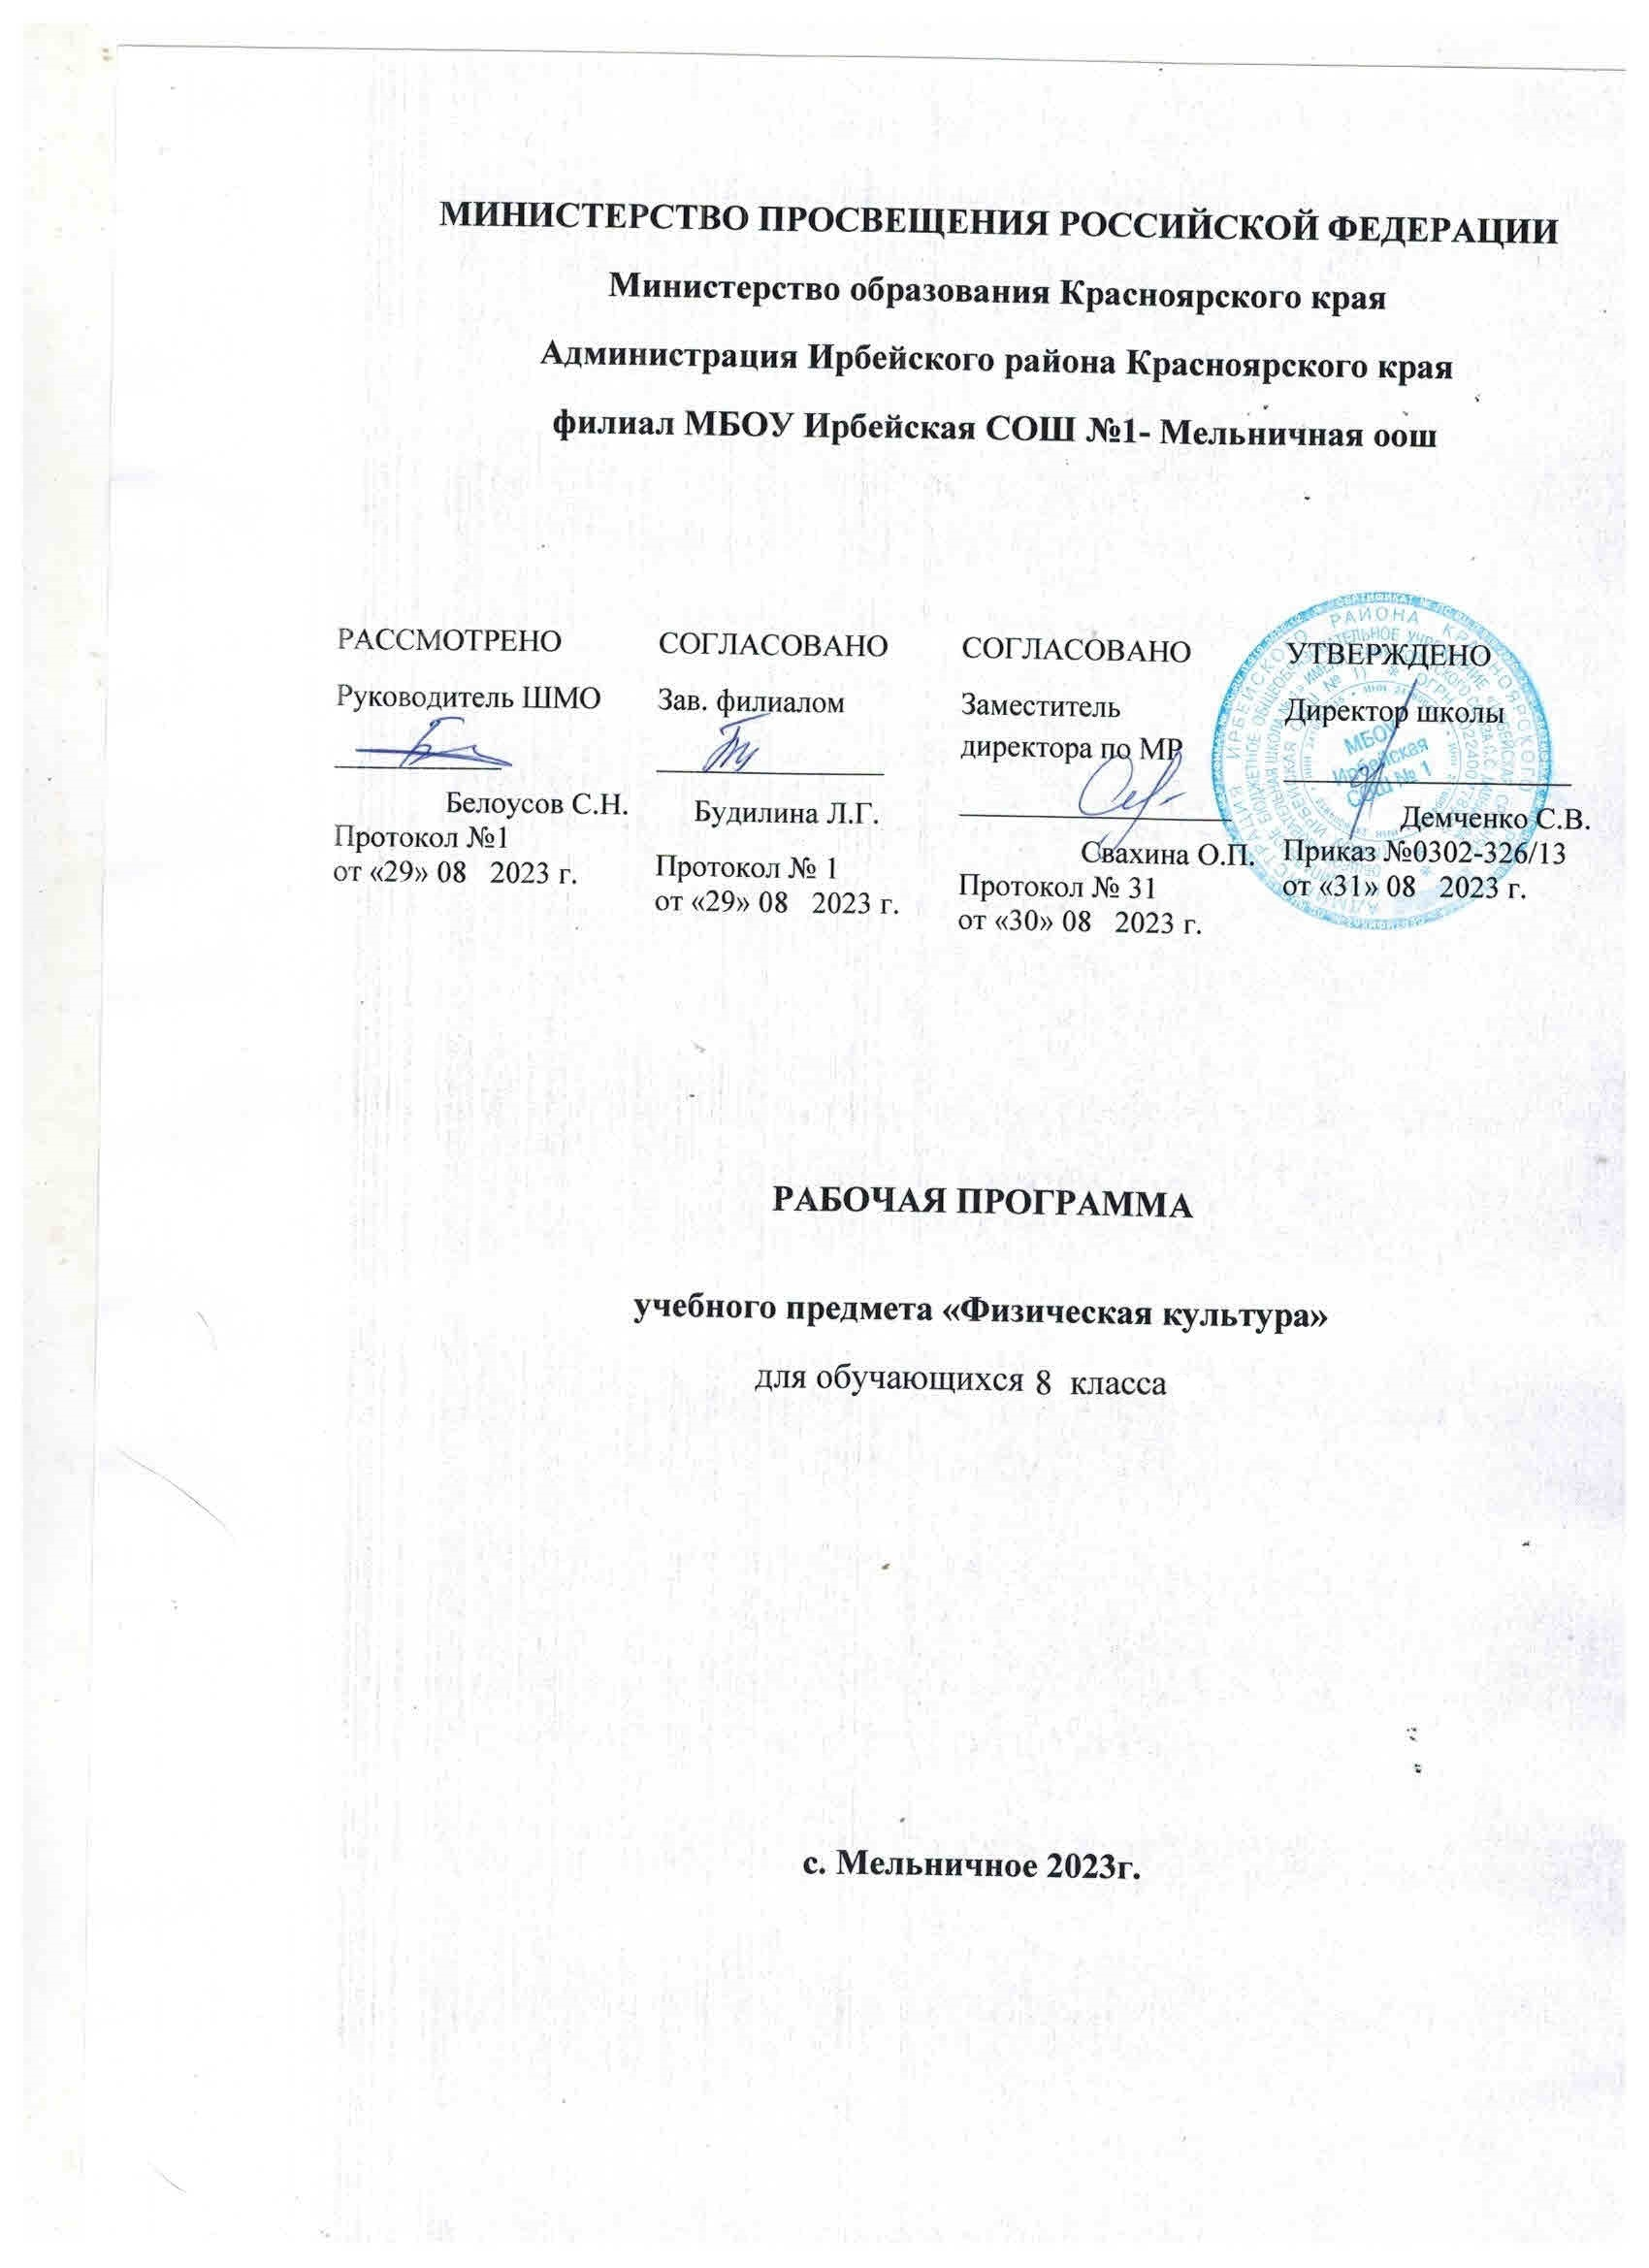 МИНИСТЕРСТВО ПРОСВЕЩЕНИЯ РОССИЙСКОЙ ФЕДЕРАЦИИ
Министерство образования Красноярского края
Администрация Ирбейского района Красноярского края
филиал МБОУ Ирбейская СОШ №1- Мельничная оош
РАССМОТРЕНО
Руководитель ШМО
Белоусов С.Н.
Протокол №1
от «29» 08 2023 г.
СОГЛАСОВАНО
Зав. филиалом
Будилина Л.Г.
Протокол № 1
от «29» 08 2023 г.
СОГЛАСОВАНО
Заместитель
директора по МР
Свахина О.П.
Протокол № 31
от «30» 08 2023 г.
УТВЕРЖДЕНО
Директор школы
Демченко С.В.
Приказ №0302-326/13
от «31» 08 2023 г.
МБОУ
Ирбейская
СОШ № 1
РАБОЧАЯ ПРОГРАММА
учебного предмета «Физическая культура»
для обучающихся 8 класса
с. Мельничное 2023г.